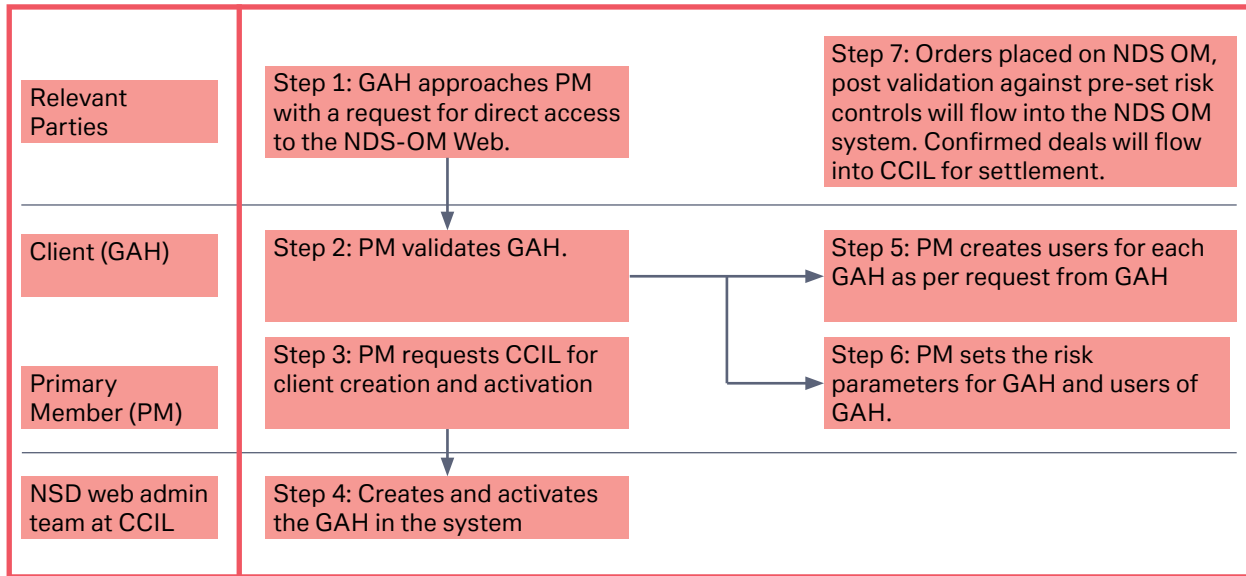 Relevant
Parties
Step 1: GAH approaches PM
with a request for direct access
to the NDS-OM Web.
Step 7: Orders placed on NDS OM,
post validation against pre-set risk
controls will flow into the NDS OM
system. Confirmed deals will flow
into CCIL for settlement.
Client (GAH)
Step 2: PM validates GAH.
Step 5: PM creates users for each
GAH as per request from GAH
Primary
Member (PM)
Step 3: PM requests CCIL for
client creation and activation
Step 6: PM sets the risk
parameters for GAH and users of
GAH.
NSD web admin
team at CCIL
Step 4: Creates and activates
the GAH in the system